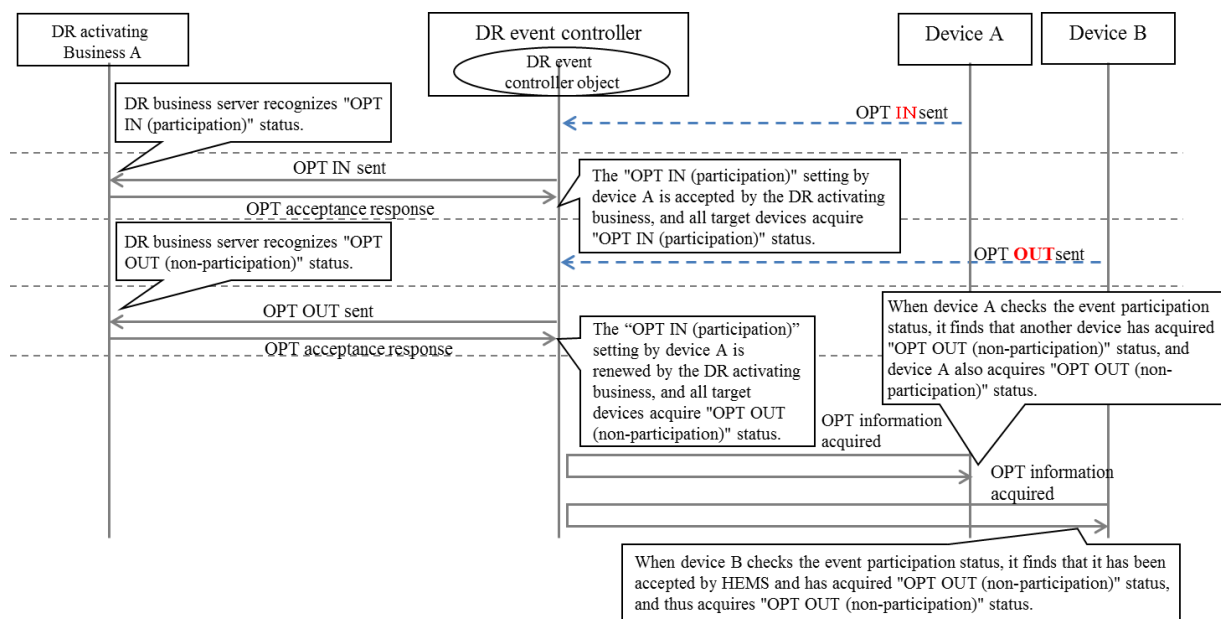 DR activating
Business A
DR event controller
DR event
controller object
Device A
Device B
DR business server recognizes "OPT
IN (participation)" status.
OPT IN sent
OPT IN sent
OPT acceptance response
The "OPT IN (participation)" setting by
device A is accepted by the DR activating
business, and all target devices acquire
"OPT IN (participation)" status.
DR business server recognizes "OPT
OUT (non-participation)" status.
OPT OUT sent
OPT OUT sent
OPT acceptance response
The “OPT IN (participation)”
setting by device A is
renewed by the DR activating
business, and all target
devices acquire "OPT OUT
(non-participation)" status.
When device A checks the event participation
status, it finds that another device has acquired
"OPT OUT (non-participation)" status, and
device A also acquires "OPT OUT (non-
participation)" status.
OPT information
acquired
OPT information
acquired
When device B checks the event participation status, it finds that it has been
accepted by HEMS and has acquired "OPT OUT (non-participation)" status,
and thus acquires "OPT OUT (non-participation)" status.